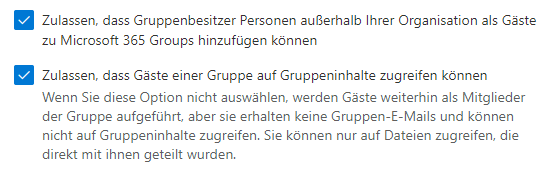 Zulassen, dass Gruppenbesitzer Personen außerhalb Ihrer Organisation als Gäste
zu Microsoft 365 Groups hinzufügen können
Zulassen, dass Gäste einer Gruppe auf Gruppeninhalte zugreifen können
Wenn Sie diese Option nicht auswählen, werden Gäste weiterhin als Mitglieder
der Gruppe aufgeführt, aber sie erhalten keine Gruppen-E-Mails und können
nicht auf Gruppeninhalte zugreifen. Sie können nur auf Dateien zugreifen, die
direkt mit ihnen geteilt wurden.